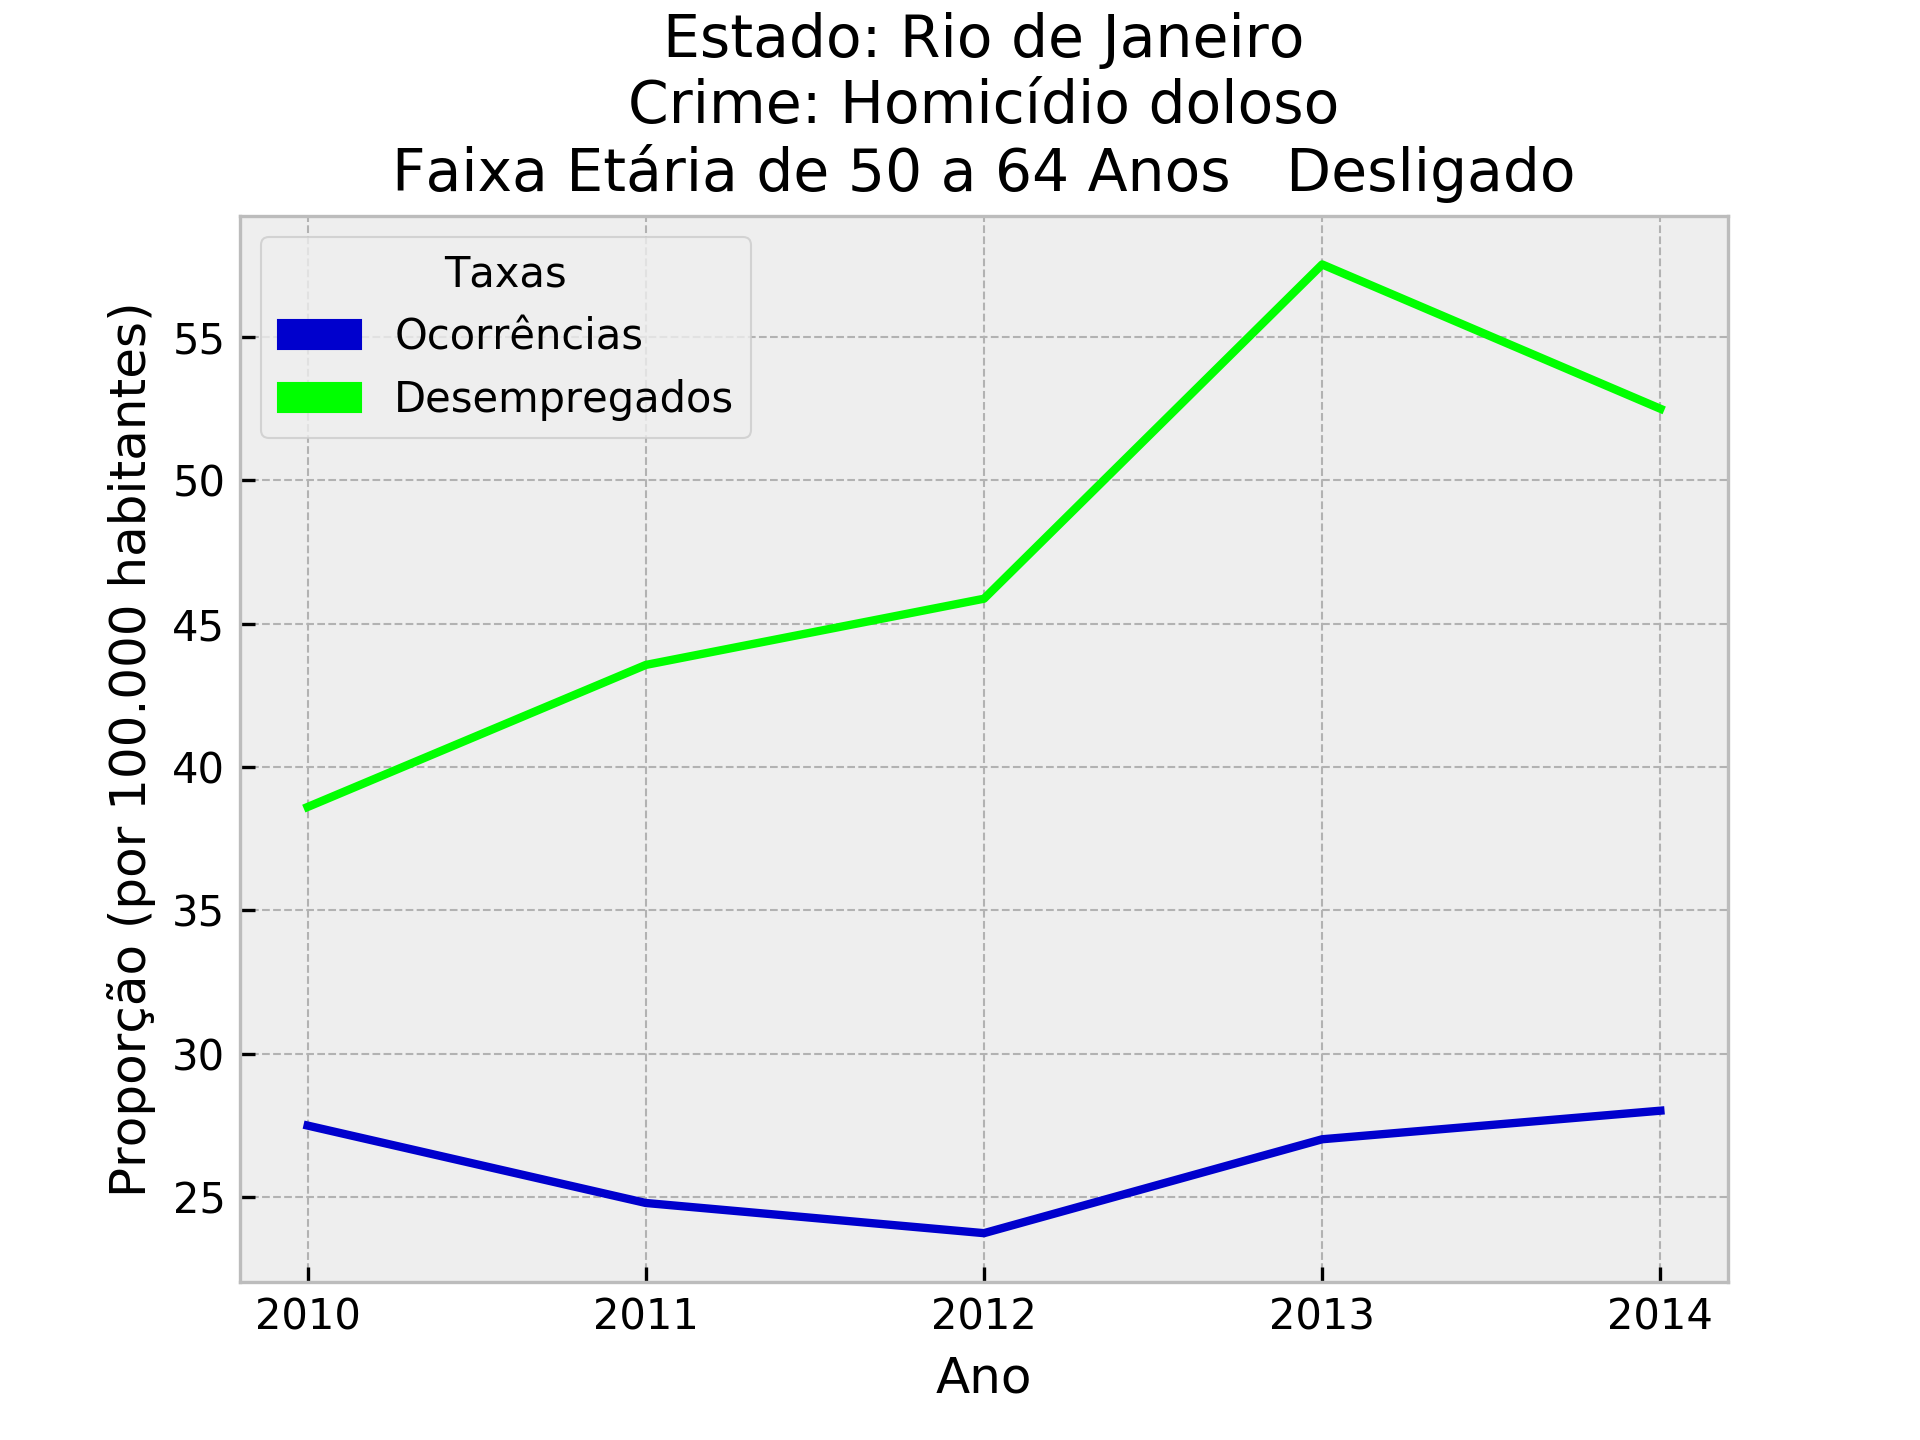 Estado: Rio de Janeiro
Crime: Homicídio doloso
Faixa Etária de 50 a 64 Anos   Desligado
Taxas
Ocorrências
Desempregados
Proporção (por 100.000 habitantes)
55
50
45
40
35
30
25
2010 2011 2012 2013 2014
Ano